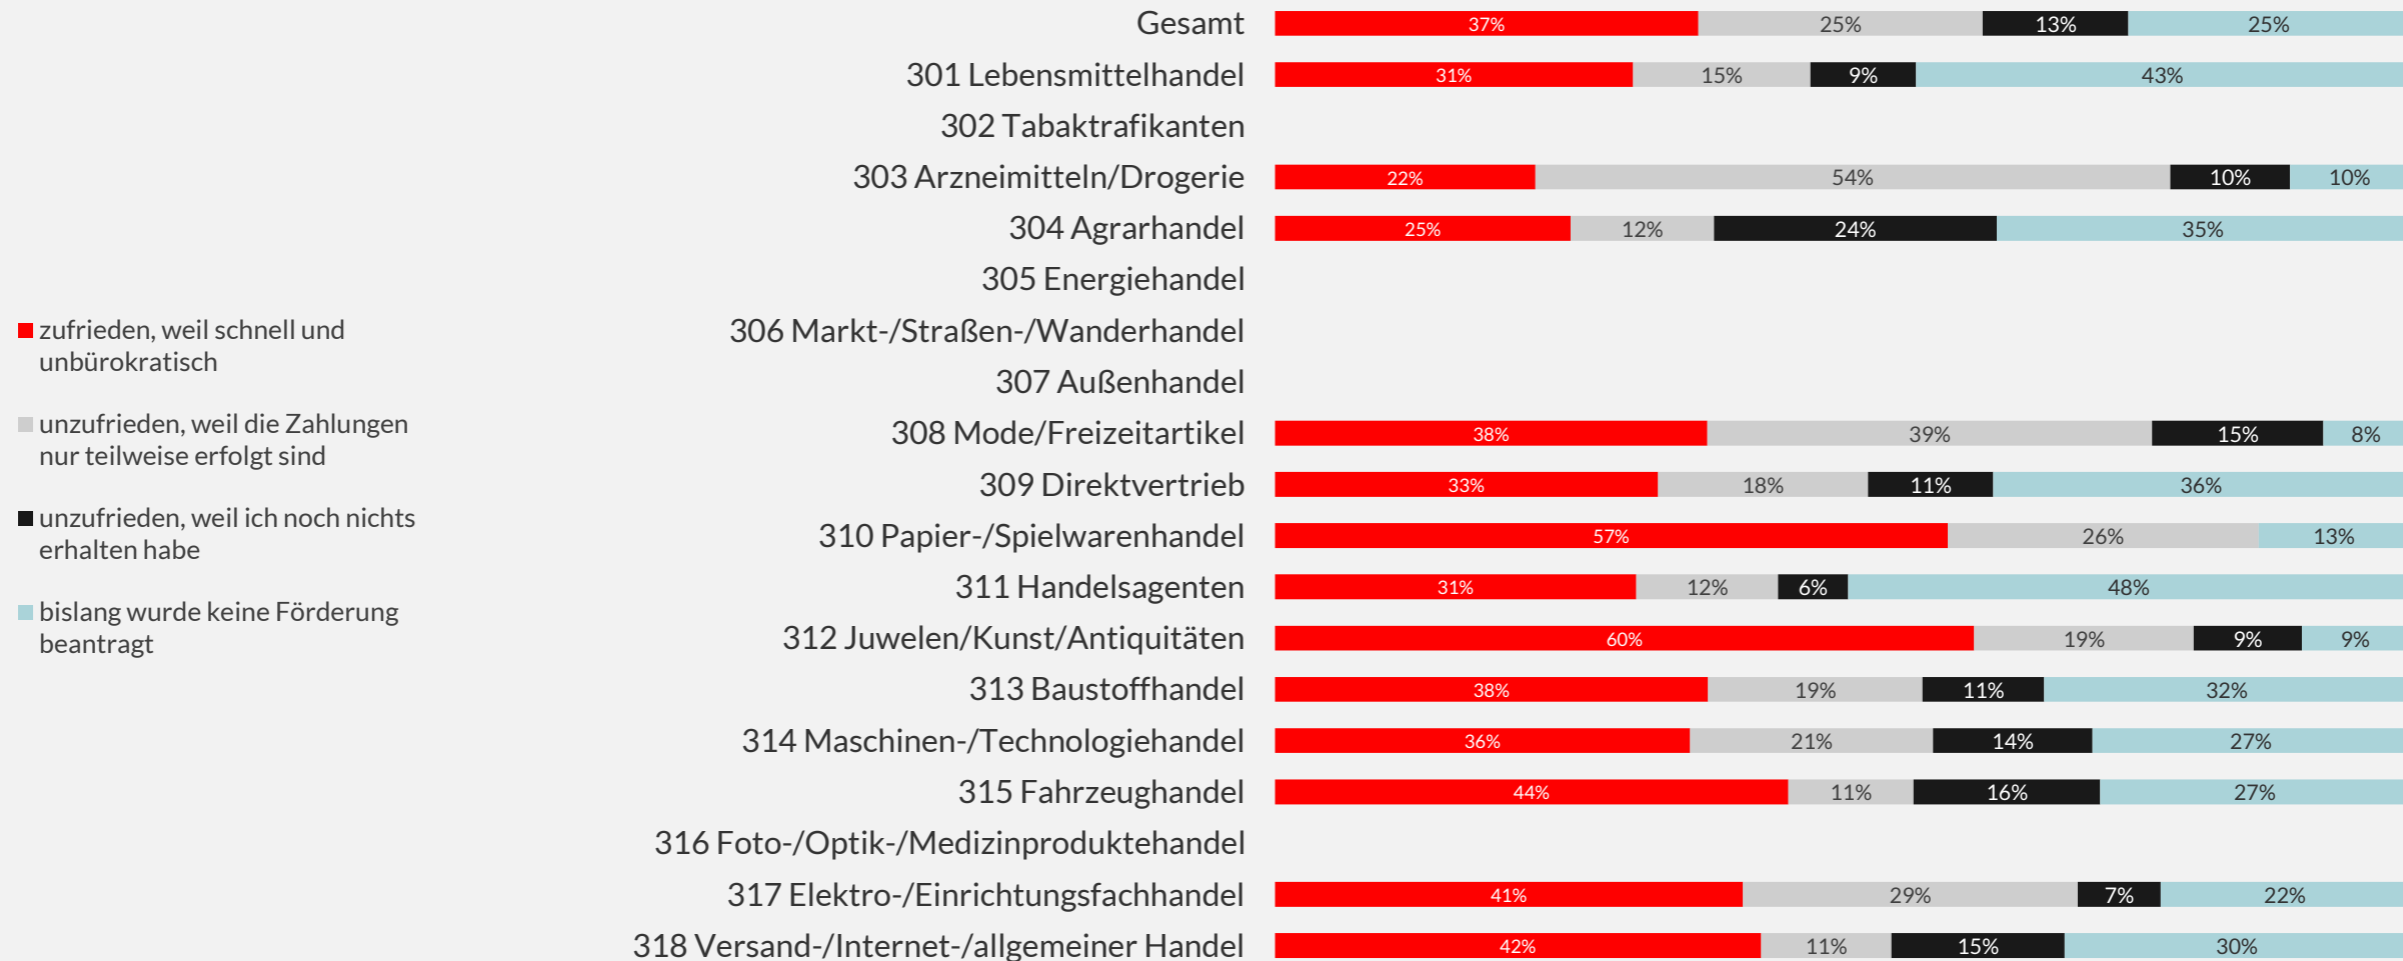 Gesamt 37% 25% 13% 25%
301 Lebensmittelhandel 31% 15% 9% 43%
302 Tabaktrafikanten
303 Arzneimitteln/Drogerie 22% 54% 10% 10%
304 Agrarhandel 25% 12% 24% 35%
305 Energiehandel
306 Markt-/Straßen-/Wanderhandel
307 Außenhandel
308 Mode/Freizeitartikel 38% 39% 15% 8%
309 Direktvertrieb 33% 18% 11% 36%
310 Papier-/Spielwarenhandel 57% 26% 13%
311 Handelsagenten 31% 12% 6% 48%
312 Juwelen/Kunst/Antiquitäten 60% 19% 9% 9%
313 Baustoffhandel 38% 19% 11% 32%
314 Maschinen-/Technologiehandel 36% 21% 14% 27%
315 Fahrzeughandel 44% 11% 16% 27%
316 Foto-/Optik-/Medizinproduktehandel
317 Elektro-/Einrichtungsfachhandel 41% 29% 7% 22%
318 Versand-/Internet-/allgemeiner Handel 42% 11% 15% 30%
zufrieden, weil schnell und
unbürokratisch
unzufrieden, weil die Zahlungen
nur teilweise erfolgt sind
unzufrieden, weil ich noch nichts
erhalten habe
bislang wurde keine Förderung
beantragt